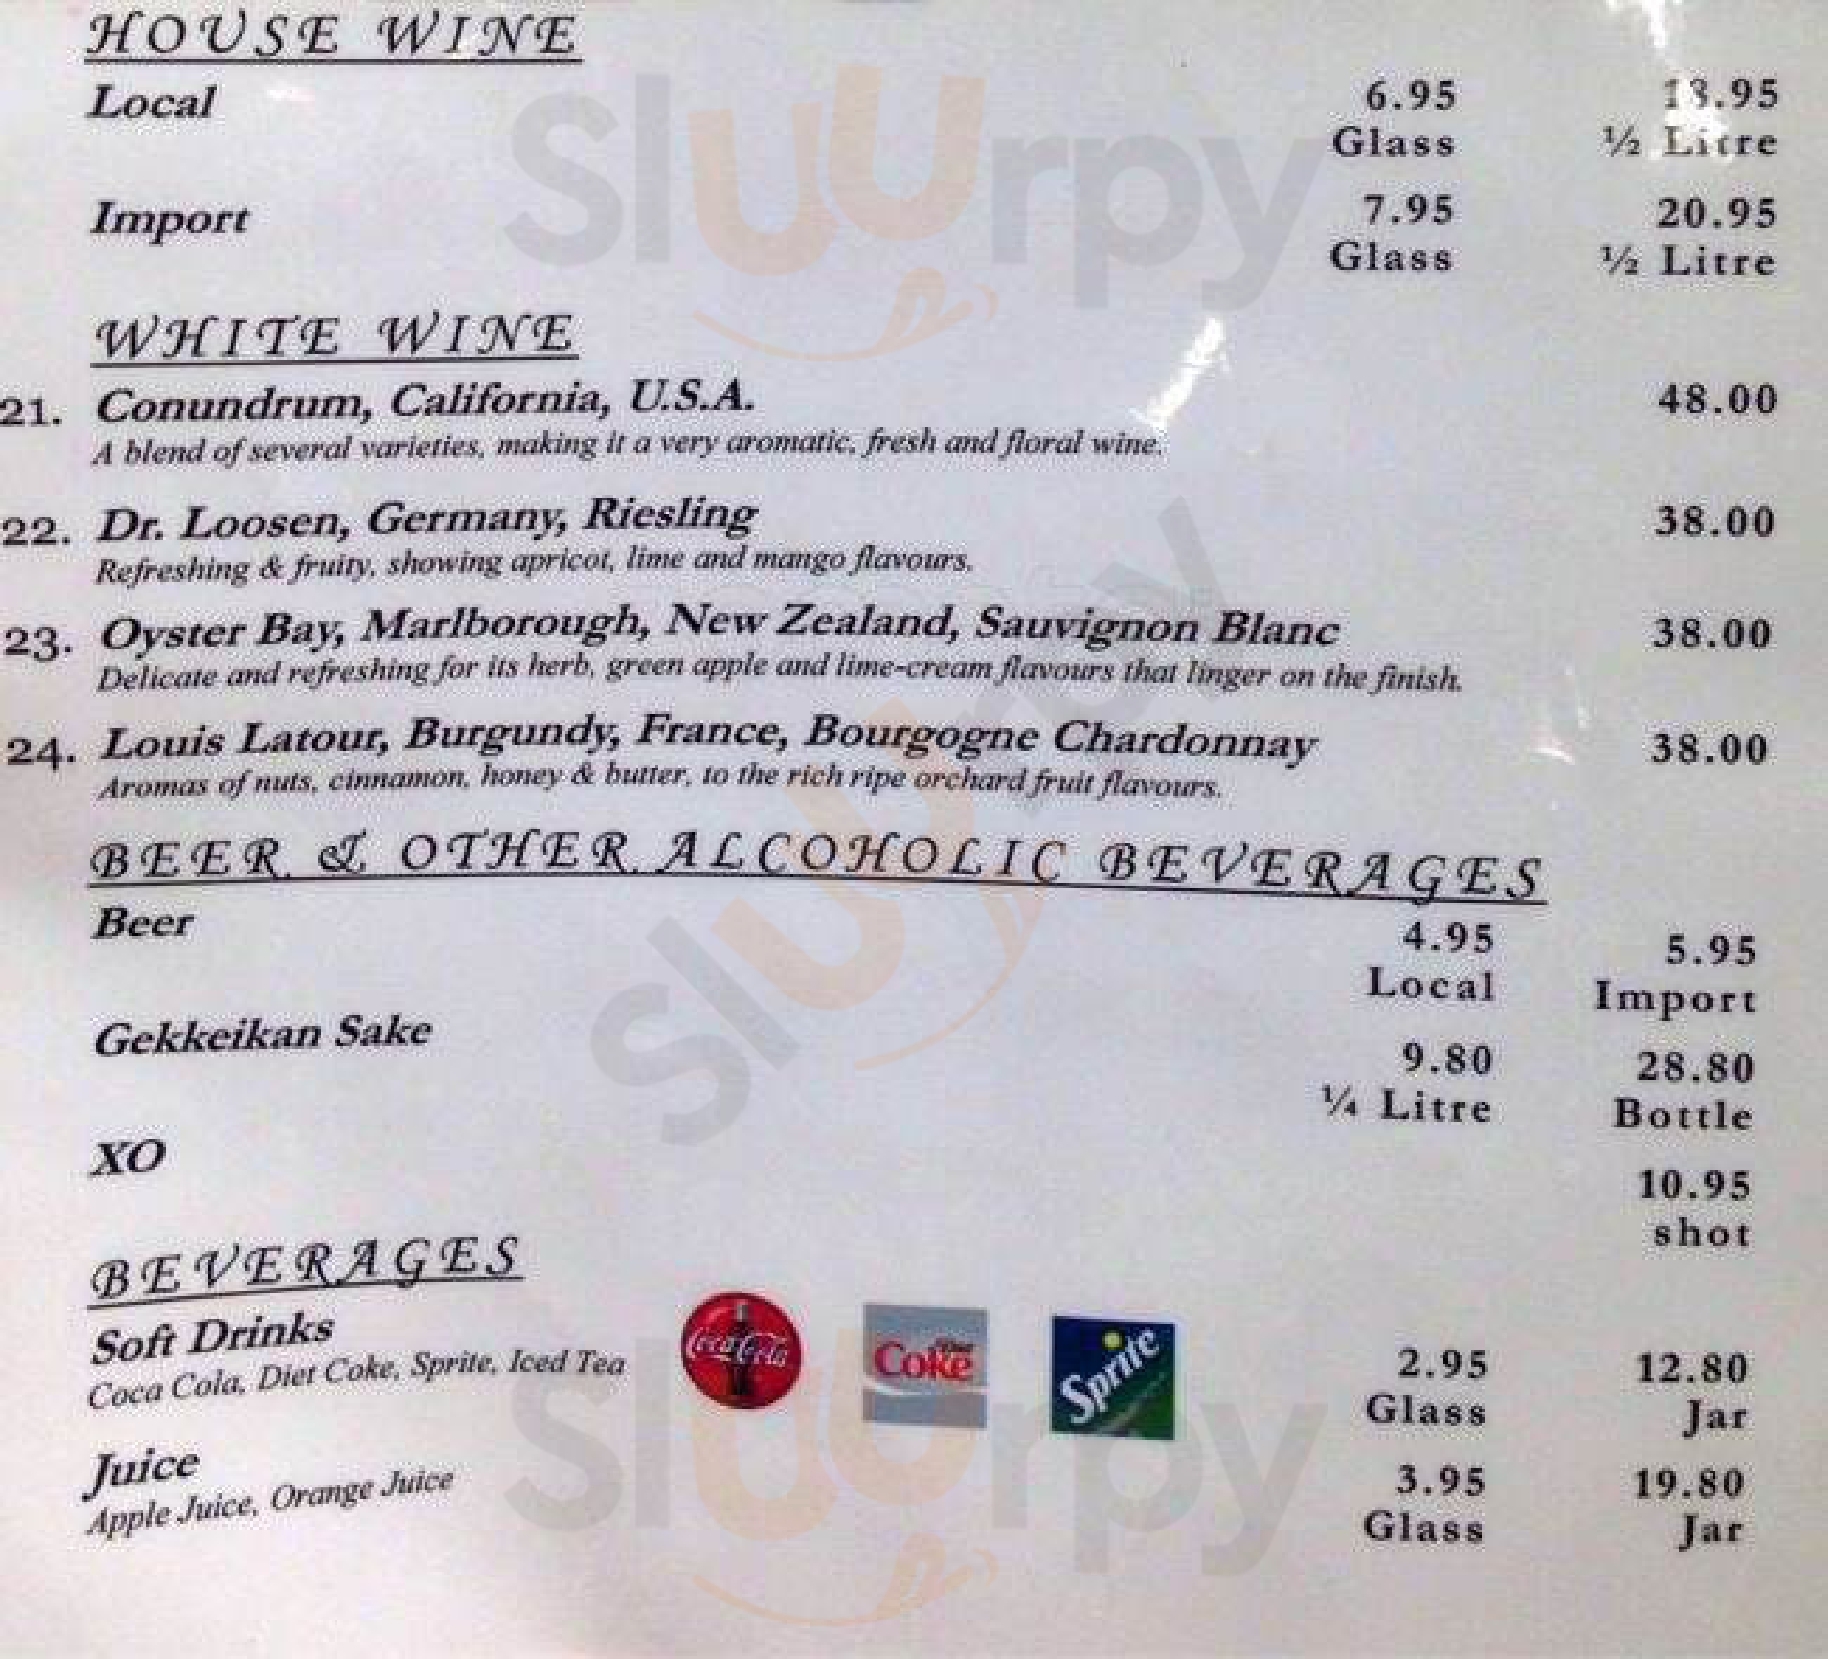 HOUSE WINE
Local 6.95 18.95
Glass ½ Litre
Import 7.95 20.95
Glass ½ Litre
WHITE WINE
21. Conundrum, California, U.S.A. 48.00
A blend of several varieties, making it a very aromatic, fresh and floral wine.
22. Dr. Loosen, Germany, Riesling 38.00
Refreshing & fruity, showing apricot, lime and mango flavours.
23. Oyster Bay, Marlborough, New Zealand, Sauvignon Blanc 38.00
Delicate and refreshing for its herb, green apple and lime-cream flavours that linger on the finish.
24. Louis Latour, Burgundy, France, Bourgogne Chardonnay 38.00
Aromas of nuts, cinnamon, honey & butter, to the rich ripe orchard fruit flavours.
BEER & OTHER ALCOHOLIC BEVERAGES
Beer 4.95 5.95
Local Import
Gekkeikan Sake 9.80 28.80
¼ Litre Bottle
XO 10.95
shot
BEVERAGES
Soft Drinks 2.95 12.80
Coca Cola, Diet Coke, Sprite, Iced Tea Glass Jar
Coca-Cola
Diet Coke
Sprite
Juice 3.95 19.80
Apple Juice, Orange Juice Glass Jar
Sluurpy
Sluurpy
Sluurpy